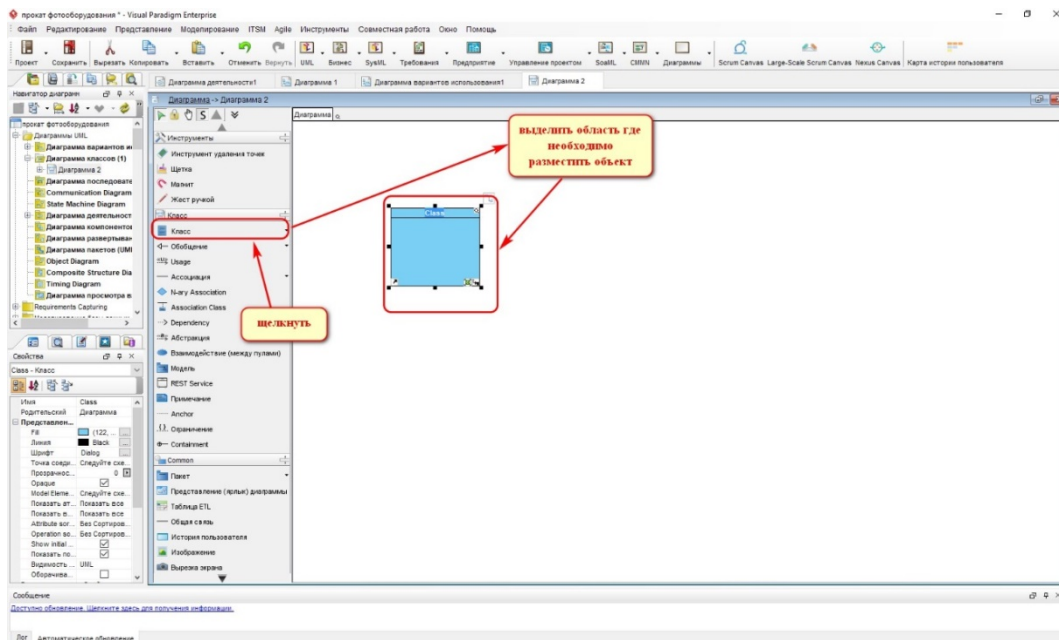 прокат фотооборудования * - Visual Paradigm Enterprise
Файл Редактирование Представление Моделирование ITSM Agile Инструменты Совместная работа Окно Помощь
Проект Сохранить Вырезать Копировать Вставить Отменить Вернуть UML Бизнес SysML Требования Предприятие Управление проектом SoaML CMMN Диаграммы Scrum Canvas Large-Scale Scrum Canvas Nexus Canvas Карта истории пользователя
Диаграмма деятельности1 Диаграмма 1 Диаграмма вариантов использования1 Диаграмма 2
Навигатор диаграмм
прокат фотооборудования
Диаграммы UML
Диаграмма вариантов и
Диаграмма классов (1)
Диаграмма 2
Диаграмма последовате
Communication Diagram
State Machine Diagram
Диаграмма деятельност
Диаграмма компонентов
Диаграмма развертыван
Диаграмма пакетов (UML
Object Diagram
Composite Structure Dia
Timing Diagram
Диаграмма просмотра в
Requirements Capturing
Свойства
Class - Класс
Имя Class
Родительский Диаграмма
Представлен...
Fill (122, ...
Линия Black
Шрифт Dialog
Точка соеди... Следуйте схе...
Прозрачнос... 0
Opaque
Model Eleme... Следуйте схе...
Показать ат... Показать все
Показать в... Показать все
Attribute sor... Без Сортиров...
Operation so... Без Сортиров...
Show initial ...
Показать по...
Видимость ... UML
Оборачива...
Диаграмма -> Диаграмма 2
Инструменты
Инструмент удаления точек
Щетка
Магнит
Жест ручкой
Класс
Класс
Обобщение
Usage
Ассоциация
N-ary Association
Association Class
Dependency
Абстракция
Взаимодействие (между пулами)
Модель
REST Service
Примечание
Anchor
Ограничение
Containment
Common
Пакет
Представление (ярлык) диаграммы
Таблица ETL
Общая связь
История пользователя
Изображение
Вырезка экрана
Диаграмма
выделить область где
необходимо
разместить объект
Class
щелкнуть
Сообщение
Доступно обновление. Щелкните здесь для получения информации.
Лог Автоматическое обновление